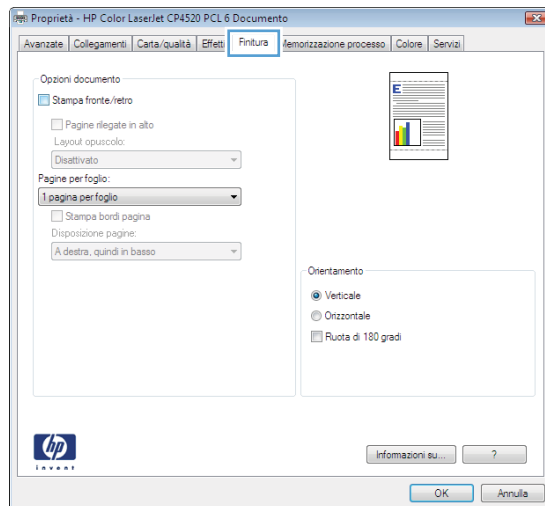 Proprietà - HP Color LaserJet CP4520 PCL 6 Documento
Avanzate Collegamenti Carta/qualità Effetti Finitura Memorizzazione processo Colore Servizi
Opzioni documento
Stampa fronte/retro
Pagine rilegate in alto
Layout opuscolo:
Disattivato
Pagine per foglio:
1 pagina per foglio
Stampa bordi pagina
Disposizione pagine:
A destra, quindi in basso
E
Orientamento
Verticale
Orizzontale
Ruota di 180 gradi
hp
invent
Informazioni su... ?
OK Annulla